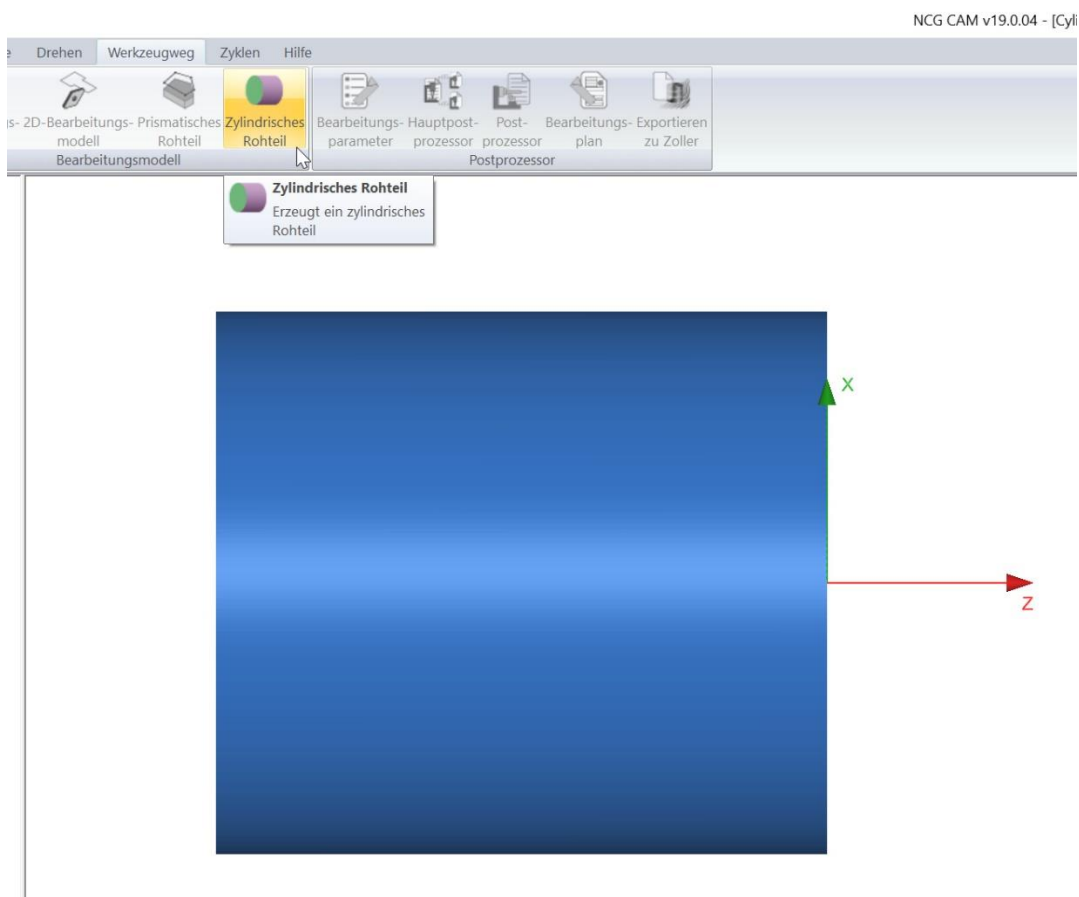 NCG CAM v19.0.04 - [Cyli
e Drehen Werkzeugweg Zyklen Hilfe
gs- 2D-Bearbeitungs- Prismatisches Zylindrisches Bearbeitungs- Hauptpost- Post- Bearbeitungs- Exportieren
modell Rohteil Rohteil parameter prozessor prozessor plan zu Zoller
Bearbeitungsmodell Postprozessor
Zylindrisches Rohteil
Erzeugt ein zylindrisches
Rohteil
X
Z